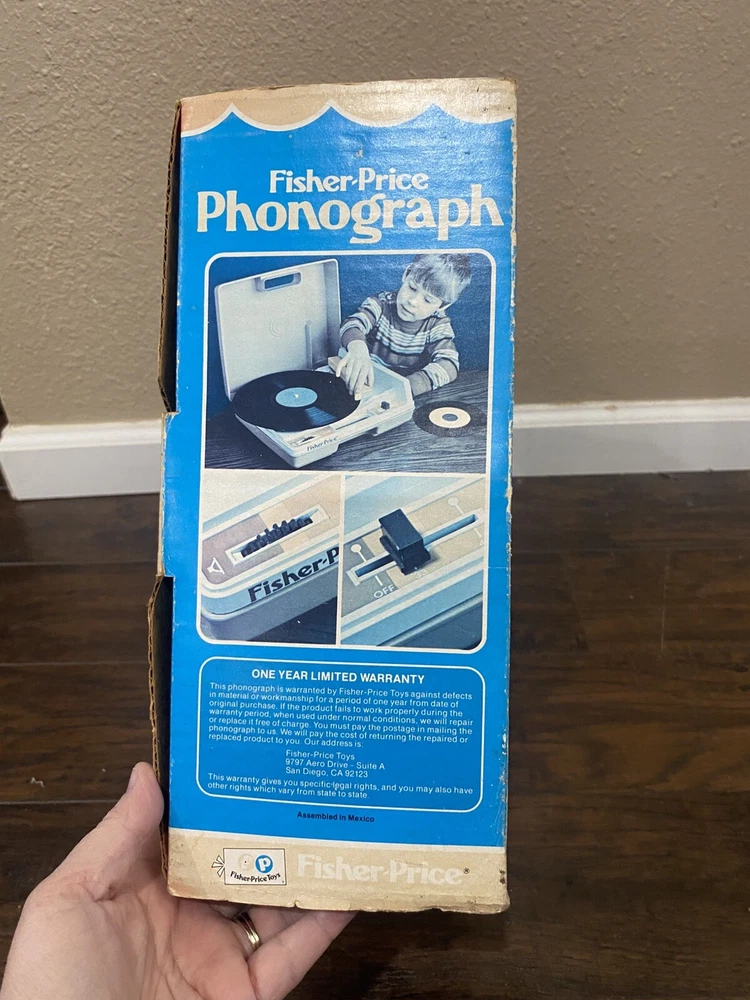 Fisher-Price
Phonograph
Fisher-Price
Fisher-P
OFF
ONE YEAR LIMITED WARRANTY
This phonograph is warranted by Fisher-Price Toys against defects
in material or workmanship for a period of one year from date of
original purchase. If the product fails to work properly during the
warranty period, when used under normal conditions, we will repair
or replace it free of charge. You must pay the postage in mailing the
phonograph to us. We will pay the cost of returning the repaired or
replaced product to you. Our address is:
Fisher-Price Toys
9797 Aero Drive - Suite A
San Diego, CA 92123
This warranty gives you specific legal rights, and you may also have
other rights which vary from state to state.
Assembled in Mexico
P
Fisher-Price Toys
Fisher-Price®